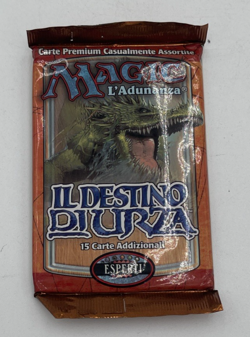 Carte Premium Casualmente Assortite
MAGIC
L'Adunanza
IL DESTINO
DI URZA
15 Carte Addizionali
ESPERTI